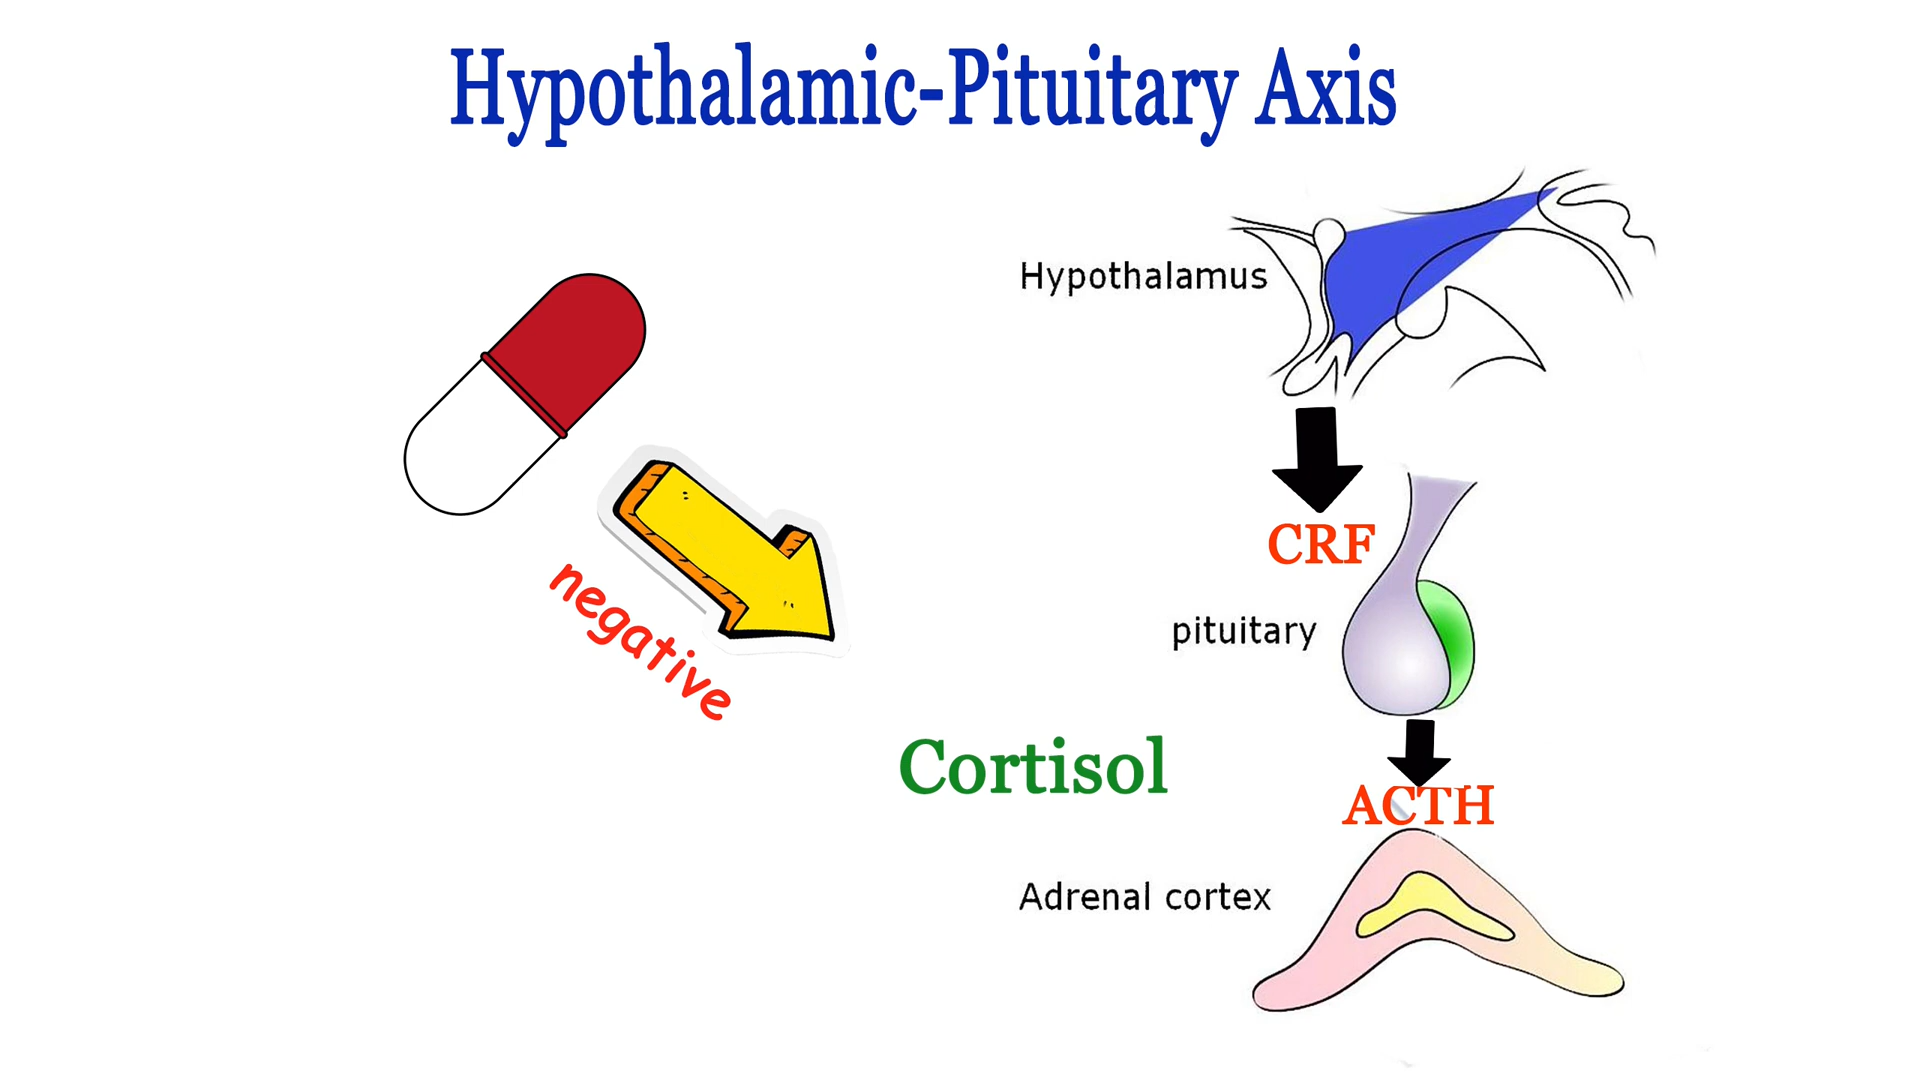 Hypothalamic-Pituitary Axis
Hypothalamus
CRF
negative
pituitary
Cortisol
ACTH
Adrenal cortex